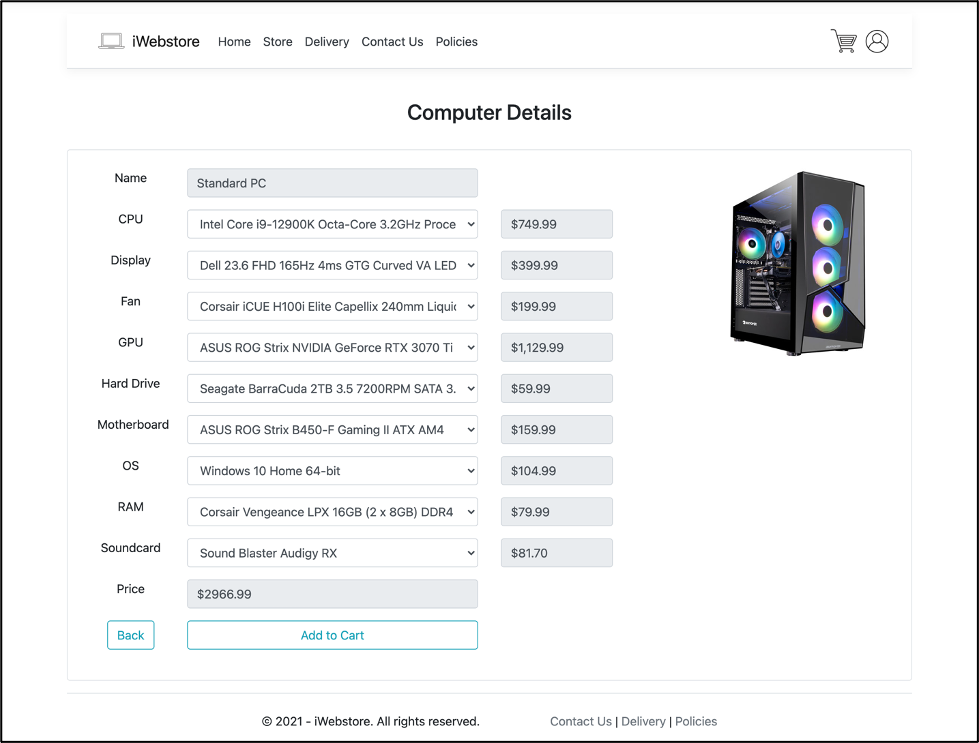 iWebstore Home Store Delivery Contact Us Policies
Computer Details
Name Standard PC
CPU Intel Core i9-12900K Octa-Core 3.2GHz Proce $749.99
Display Dell 23.6 FHD 165Hz 4ms GTG Curved VA LED $399.99
Fan Corsair iCUE H100i Elite Capellix 240mm Liquid $199.99
GPU ASUS ROG Strix NVIDIA GeForce RTX 3070 Ti $1,129.99
Hard Drive Seagate BarraCuda 2TB 3.5 7200RPM SATA 3. $59.99
Motherboard ASUS ROG Strix B450-F Gaming II ATX AM4 $159.99
OS Windows 10 Home 64-bit $104.99
RAM Corsair Vengeance LPX 16GB (2 x 8GB) DDR4 $79.99
Soundcard Sound Blaster Audigy RX $81.70
Price $2966.99
Back Add to Cart
© 2021 - iWebstore. All rights reserved. Contact Us | Delivery | Policies